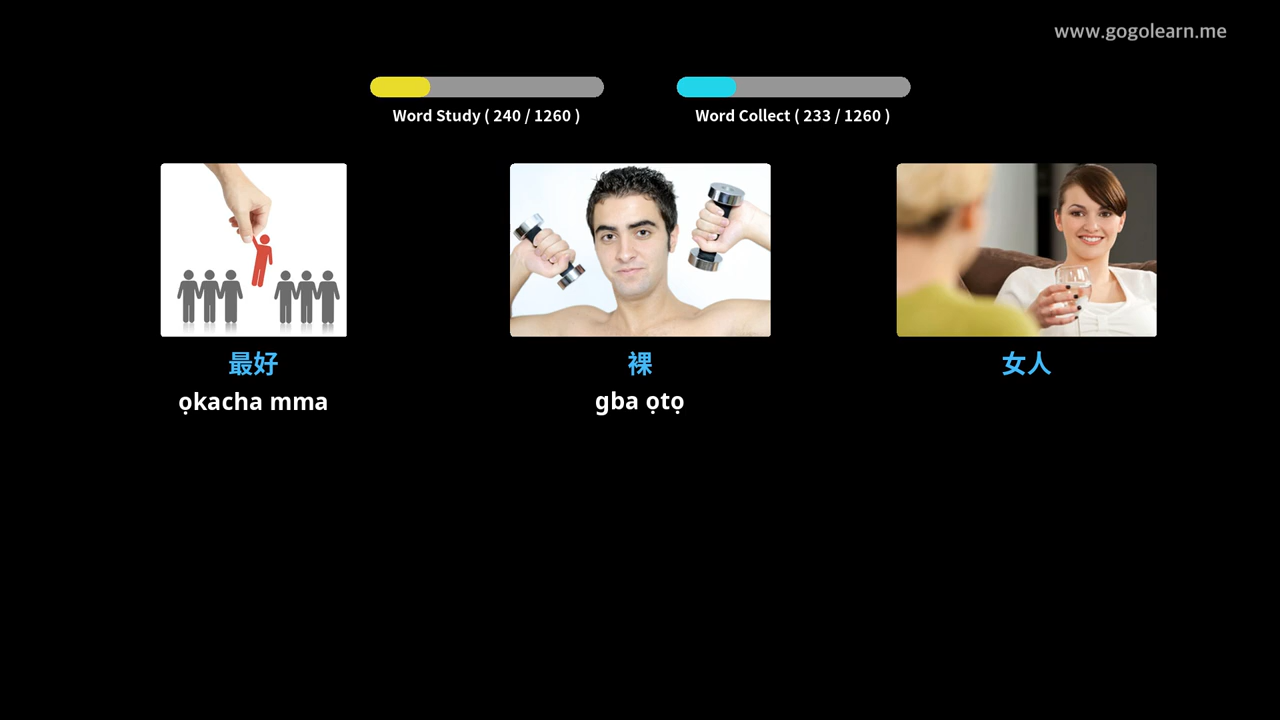 www.gogolearn.me
Word Study ( 240 / 1260 )
Word Collect ( 233 / 1260 )
最好
裸
女人
ọkacha mma
gba ọtọ